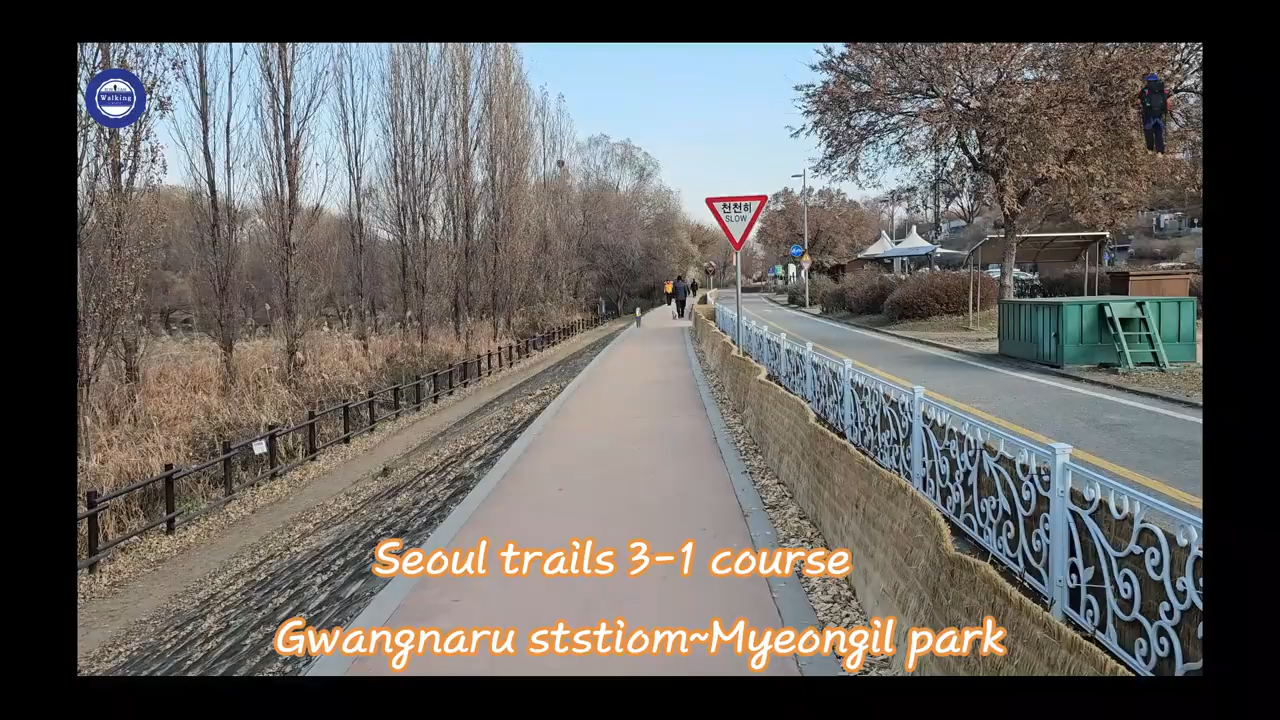 Walking
천천히
SLOW
Seoul trails 3-1 course
Gwangnaru ststiom~Myeongil park